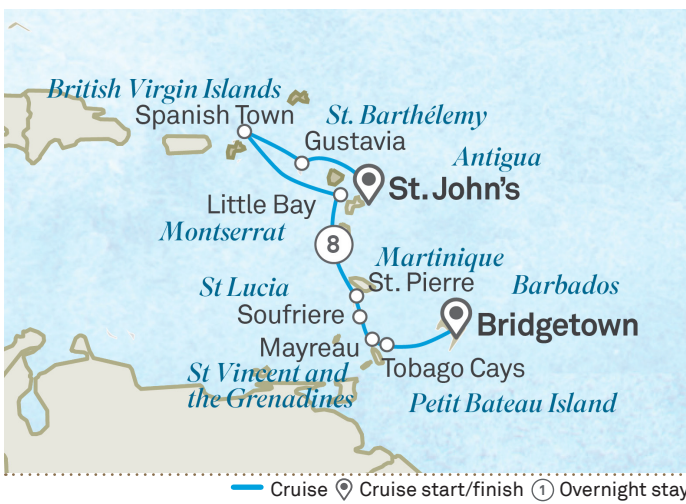 British Virgin Islands
Spanish Town
St. Barthélemy
Gustavia
Antigua
St. John's
Little Bay
Montserrat
8
Martinique
St. Pierre
St Lucia
Barbados
Soufriere
Bridgetown
Mayreau
Tobago Cays
St Vincent and
the Grenadines
Petit Bateau Island
Cruise Cruise start/finish 1 Overnight stay